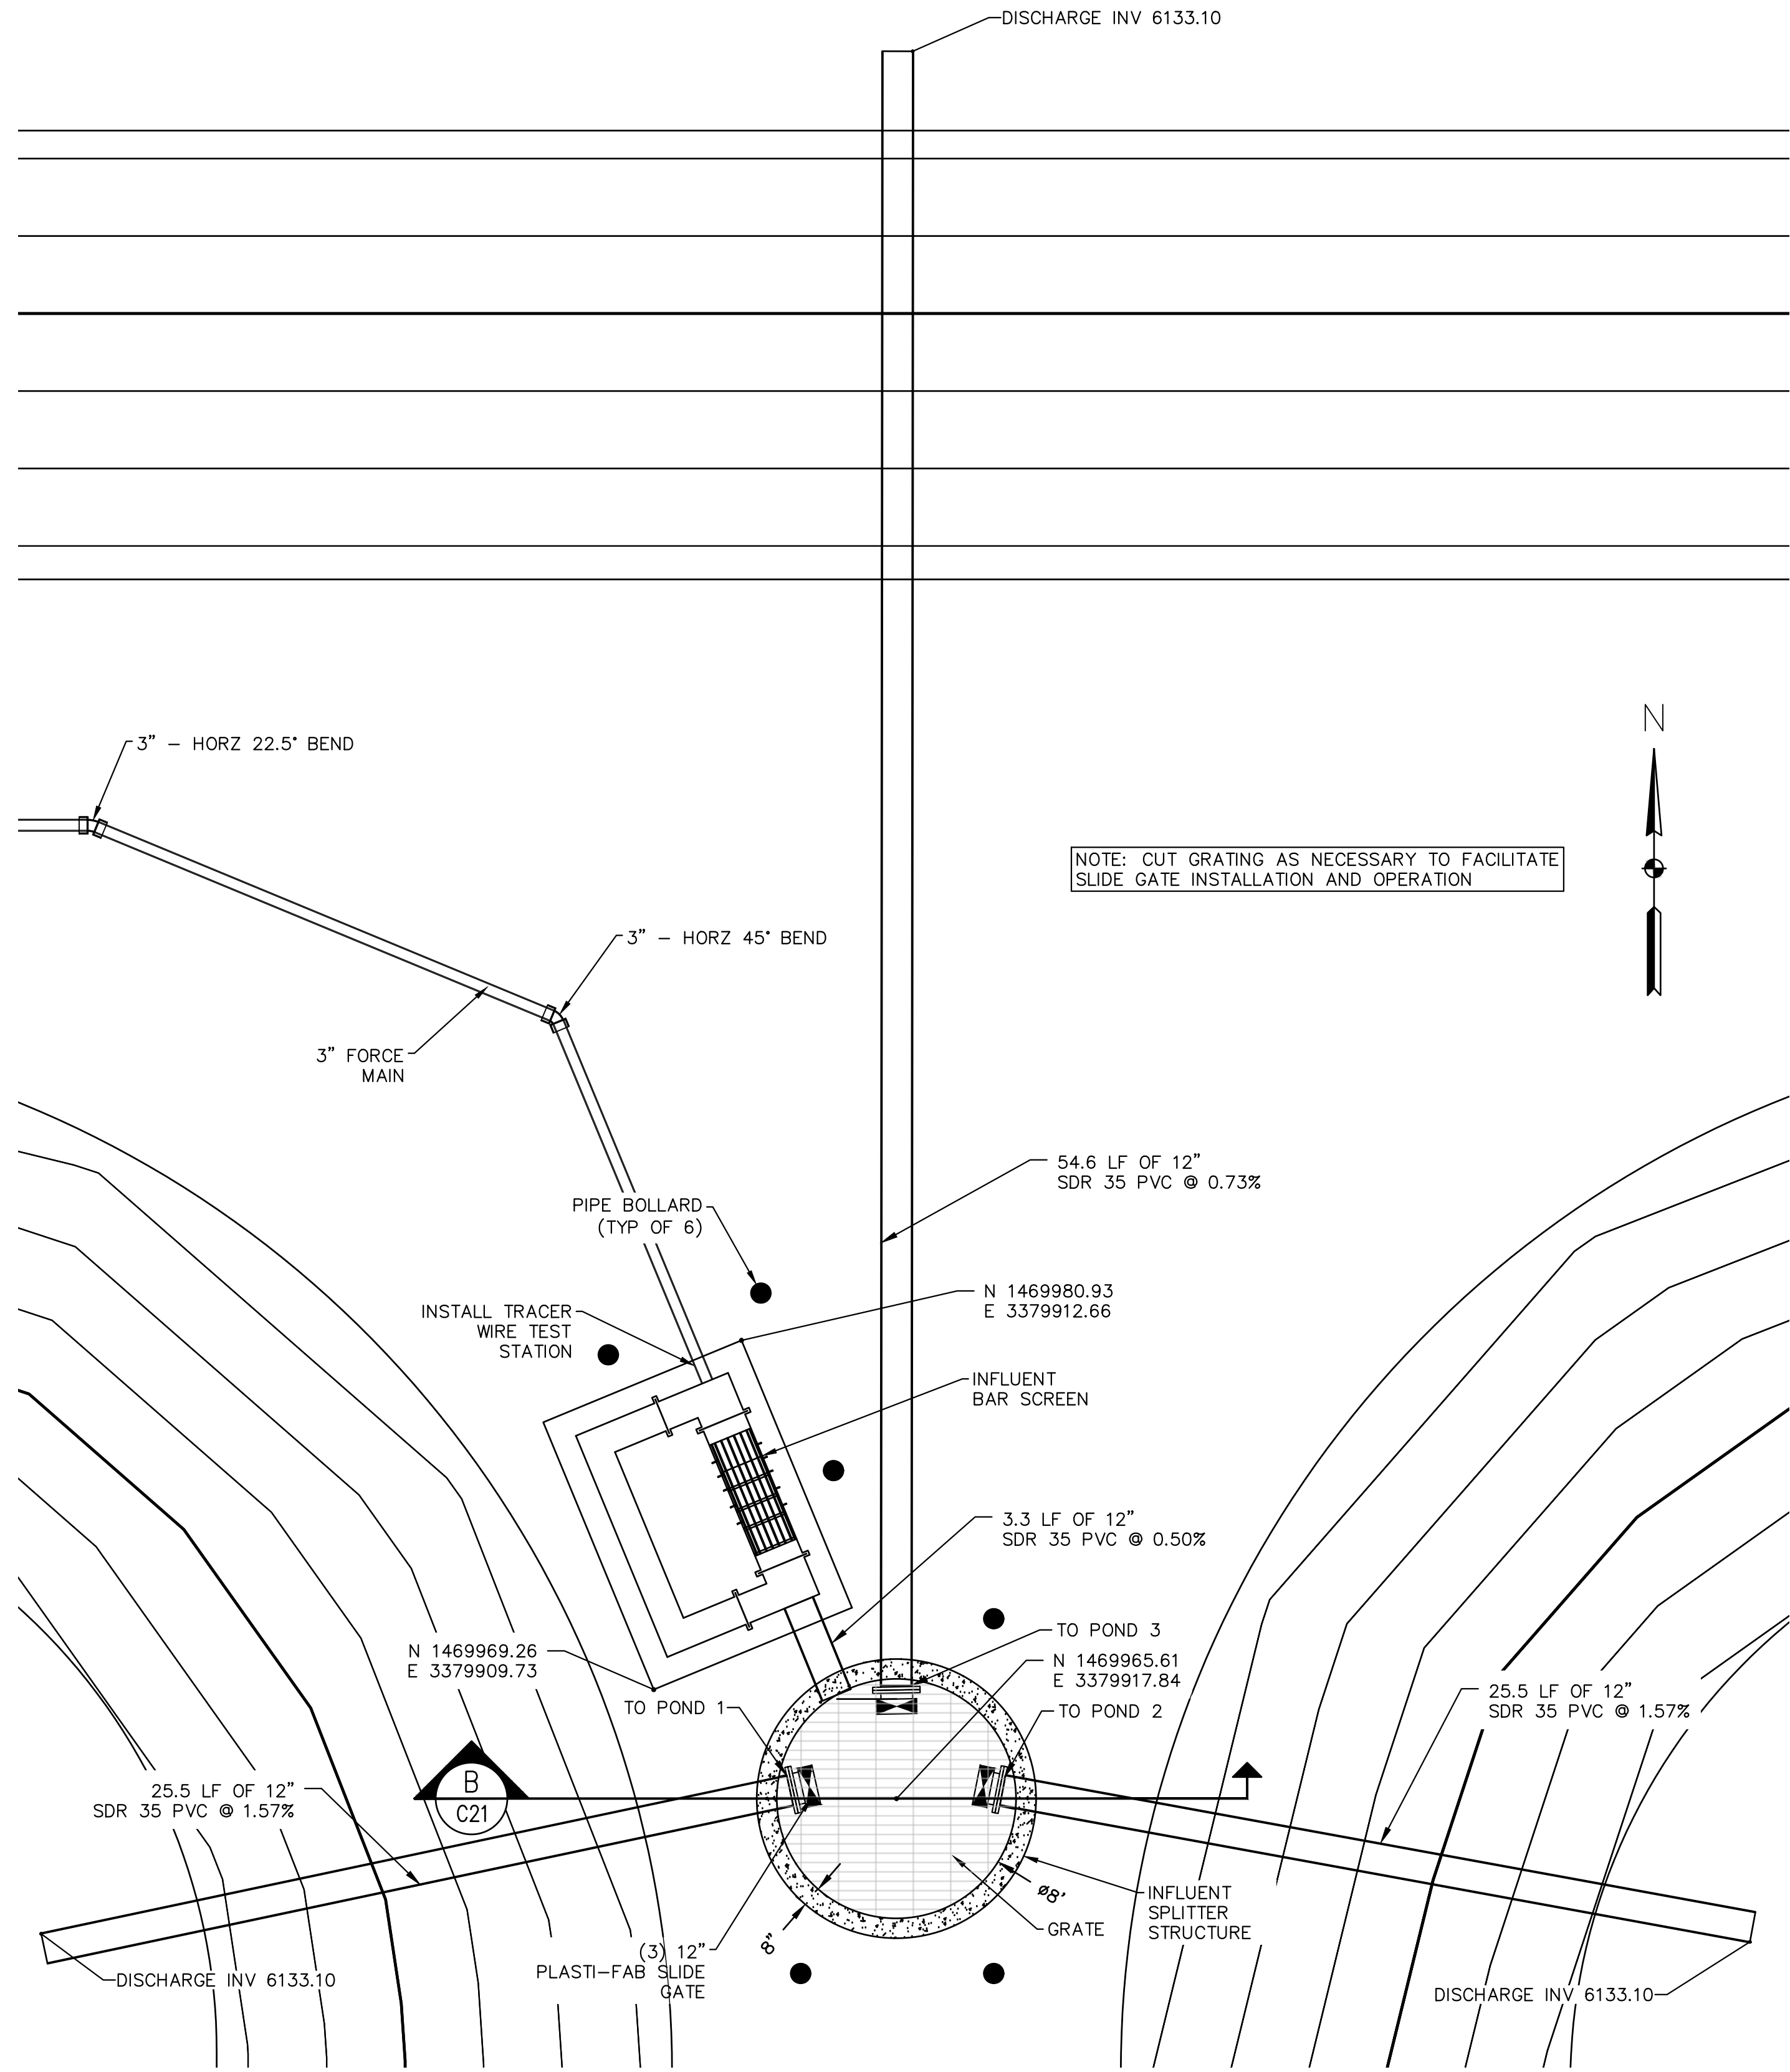 DISCHARGE INV 6133.10
N
3” – HORZ 22.5° BEND
NOTE: CUT GRATING AS NECESSARY TO FACILITATE
SLIDE GATE INSTALLATION AND OPERATION
3” – HORZ 45° BEND
3” FORCE
MAIN
54.6 LF OF 12”
SDR 35 PVC @ 0.73%
PIPE BOLLARD
(TYP OF 6)
N 1469980.93
E 3379912.66
INSTALL TRACER
WIRE TEST
STATION
INFLUENT
BAR SCREEN
3.3 LF OF 12”
SDR 35 PVC @ 0.50%
TO POND 3
N 1469969.26
E 3379909.73
N 1469965.61
E 3379917.84
TO POND 1
TO POND 2
25.5 LF OF 12”
SDR 35 PVC @ 1.57%
B
C21
25.5 LF OF 12”
SDR 35 PVC @ 1.57%
ø8’
INFLUENT
SPLITTER
STRUCTURE
GRATE
8”
(3) 12”
PLASTI–FAB SLIDE
GATE
DISCHARGE INV 6133.10
DISCHARGE INV 6133.10